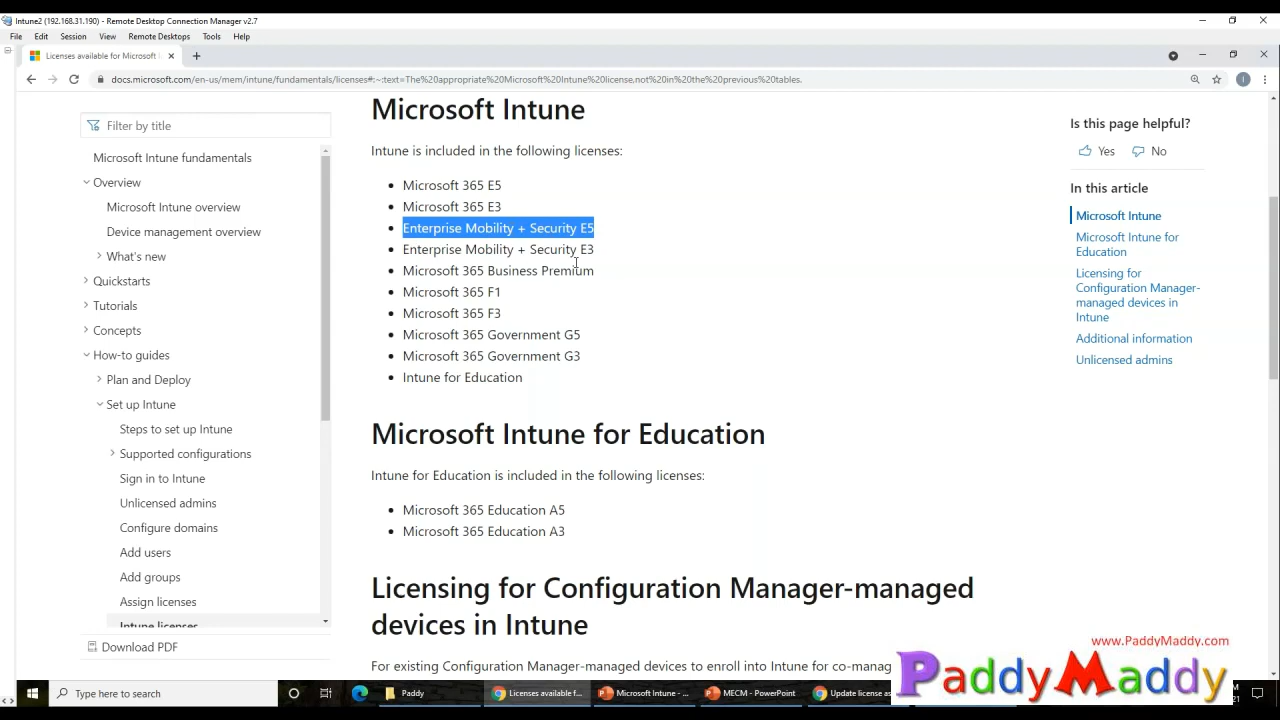 Intune2 (192.168.31.190) - Remote Desktop Connection Manager v2.7
File Edit Session View Remote Desktops Tools Help
Licenses available for Microsoft I
docs.microsoft.com/en-us/mem/intune/fundamentals/licenses#:~:text=The%20appropriate%20Microsoft%20Intune%20license,not%20in%20the%20previous%20tables.
I
Filter by title
Microsoft Intune fundamentals
Overview
Microsoft Intune overview
Device management overview
What's new
Quickstarts
Tutorials
Concepts
How-to guides
Plan and Deploy
Set up Intune
Steps to set up Intune
Supported configurations
Sign in to Intune
Unlicensed admins
Configure domains
Add users
Add groups
Assign licenses
Intune licenses
Download PDF
Microsoft Intune
Intune is included in the following licenses:
Microsoft 365 E5
Microsoft 365 E3
Enterprise Mobility + Security E5
Enterprise Mobility + Security E3
Microsoft 365 Business Premium
Microsoft 365 F1
Microsoft 365 F3
Microsoft 365 Government G5
Microsoft 365 Government G3
Intune for Education
Microsoft Intune for Education
Intune for Education is included in the following licenses:
Microsoft 365 Education A5
Microsoft 365 Education A3
Licensing for Configuration Manager-managed
devices in Intune
For existing Configuration Manager-managed devices to enroll into Intune for co-manag
Is this page helpful?
Yes No
In this article
Microsoft Intune
Microsoft Intune for
Education
Licensing for
Configuration Manager-
managed devices in
Intune
Additional information
Unlicensed admins
www.PaddyMaddy.com
PaddyMaddy
Type here to search
Paddy
Licenses available f...
Microsoft Intune - ...
MECM - PowerPoint
Update license as